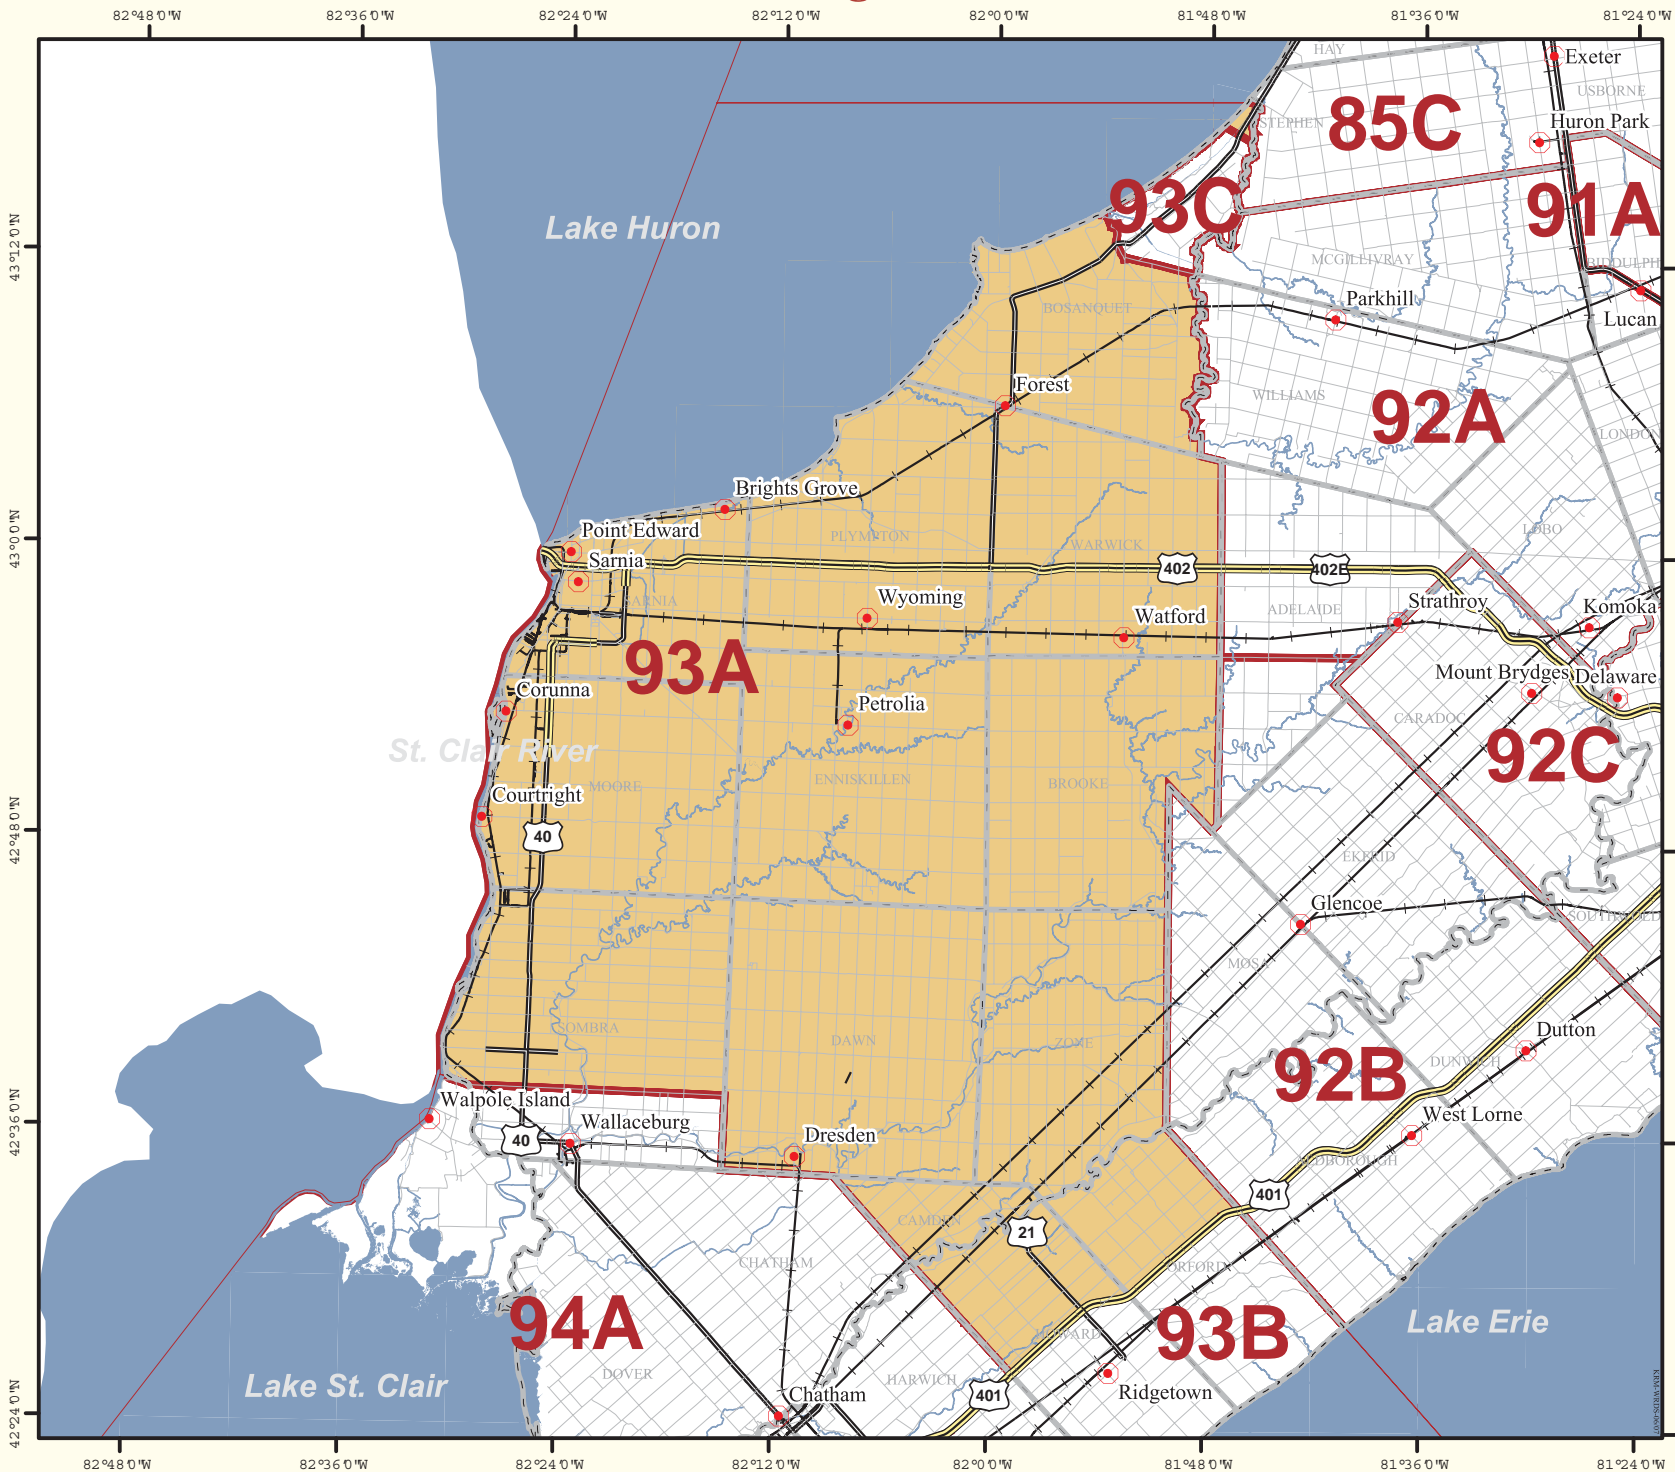 82°48'0"W
82°36'0"W
82°24'0"W
82°12'0"W
82°0'0"W
81°48'0"W
81°36'0"W
81°24'0"W
HAY
Exeter
USBORNE
85C
STEPHEN
Huron Park
93C
91A
Lake Huron
43°12'0"N
MCGILLIVRAY
BIDDULPH
BOSANQUET
Parkhill
Lucan
Forest
WILLIAMS
92A
LONDO
Brights Grove
Point Edward
PLYMPTON
WARWICK
LOBO
43°0'0"N
Sarnia
402
402E
SARNIA
Wyoming
Watford
ADELAIDE
Strathroy
Komoka
93A
Mount Brydges
Delaware
Corunna
Petrolia
CARADOC
St. Clair River
92C
MOORE
ENNISKILLEN
BROOKE
Courtright
40
42°48'0"N
EKFRID
Glencoe
SOUTHWOLD
MOSA
SOMBRA
DAWN
ZONE
Dutton
DUNWICH
92B
Walpole Island
Wallaceburg
West Lorne
42°36'0"N
40
Dresden
ALDBOROUGH
401
CAMDEN
21
CHATHAM
ORFORD
94A
93B
Lake Erie
HOWARD
DOVER
HARWICH
Lake St. Clair
Chatham
401
Ridgetown
42°24'0"N
82°48'0"W
82°36'0"W
82°24'0"W
82°12'0"W
82°0'0"W
81°48'0"W
81°36'0"W
81°24'0"W